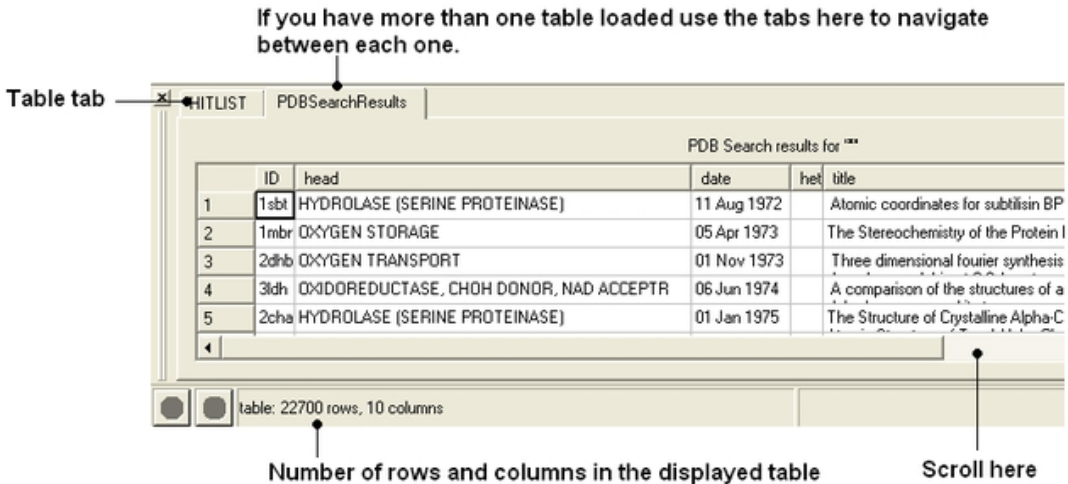 If you have more than one table loaded use the tabs here to navigate
between each one.
Table tab
HITLIST PDBSearchResults
PDB Search results for ""
ID head date het title
1 1sbt HYDROLASE (SERINE PROTEINASE) 11 Aug 1972 Atomic coordinates for subtilisin BP
2 1mbr OXYGEN STORAGE 05 Apr 1973 The Stereochemistry of the Protein
3 2dhb OXYGEN TRANSPORT 01 Nov 1973 Three dimensional fourier synthesis
4 3ldh OXIDOREDUCTASE, CHOH DONOR, NAD ACCEPTR 06 Jun 1974 A comparison of the structures of a
5 2cha HYDROLASE (SERINE PROTEINASE) 01 Jan 1975 The Structure of Crystalline Alpha-C
table: 22700 rows, 10 columns
Number of rows and columns in the displayed table
Scroll here